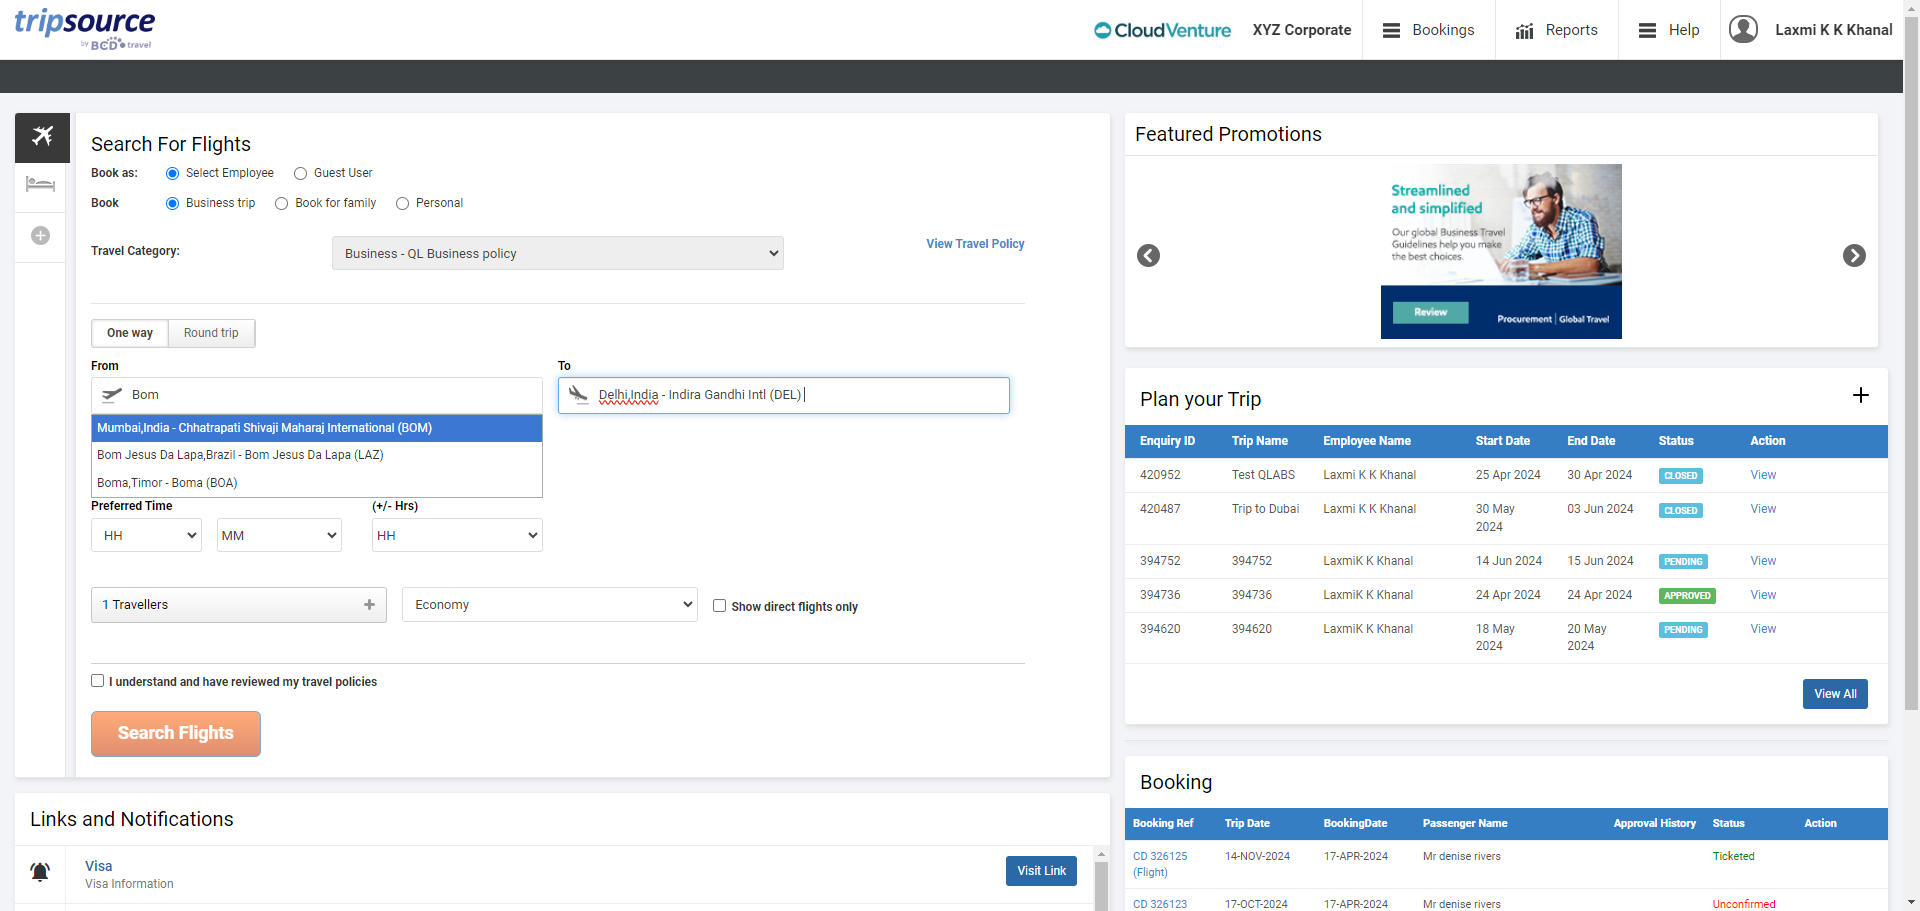 tripsource
by BCD travel
CloudVenture
XYZ Corporate
Bookings
Reports
Help
Laxmi K K Khanal
Search For Flights
Book as: Select Employee Guest User
Book Business trip Book for family Personal
Travel Category: Business - QL Business policy View Travel Policy
One way Round trip
From To
Bom Delhi,India - Indira Gandhi Intl (DEL)
Mumbai,India - Chhatrapati Shivaji Maharaj International (BOM)
Bom Jesus Da Lapa,Brazil - Bom Jesus Da Lapa (LAZ)
Boma,Timor - Boma (BOA)
Preferred Time (+/- Hrs)
HH MM HH
1 Travellers + Economy Show direct flights only
I understand and have reviewed my travel policies
Search Flights
Links and Notifications
Visa
Visa Information
Visit Link
Featured Promotions
Streamlined
and simplified
Our global Business Travel
Guidelines help you make
the best choices.
Review
Procurement | Global Travel
Plan your Trip +
Enquiry ID Trip Name Employee Name Start Date End Date Status Action
420952 Test QLABS Laxmi K K Khanal 25 Apr 2024 30 Apr 2024 CLOSED View
420487 Trip to Dubai Laxmi K K Khanal 30 May 2024 03 Jun 2024 CLOSED View
394752 394752 LaxmiK K Khanal 14 Jun 2024 15 Jun 2024 PENDING View
394736 394736 LaxmiK K Khanal 24 Apr 2024 24 Apr 2024 APPROVED View
394620 394620 LaxmiK K Khanal 18 May 2024 20 May 2024 PENDING View
View All
Booking
Booking Ref Trip Date BookingDate Passenger Name Approval History Status Action
CD 326125 (Flight) 14-NOV-2024 17-APR-2024 Mr denise rivers Ticketed
CD 326123 17-OCT-2024 17-APR-2024 Mr denise rivers Unconfirmed